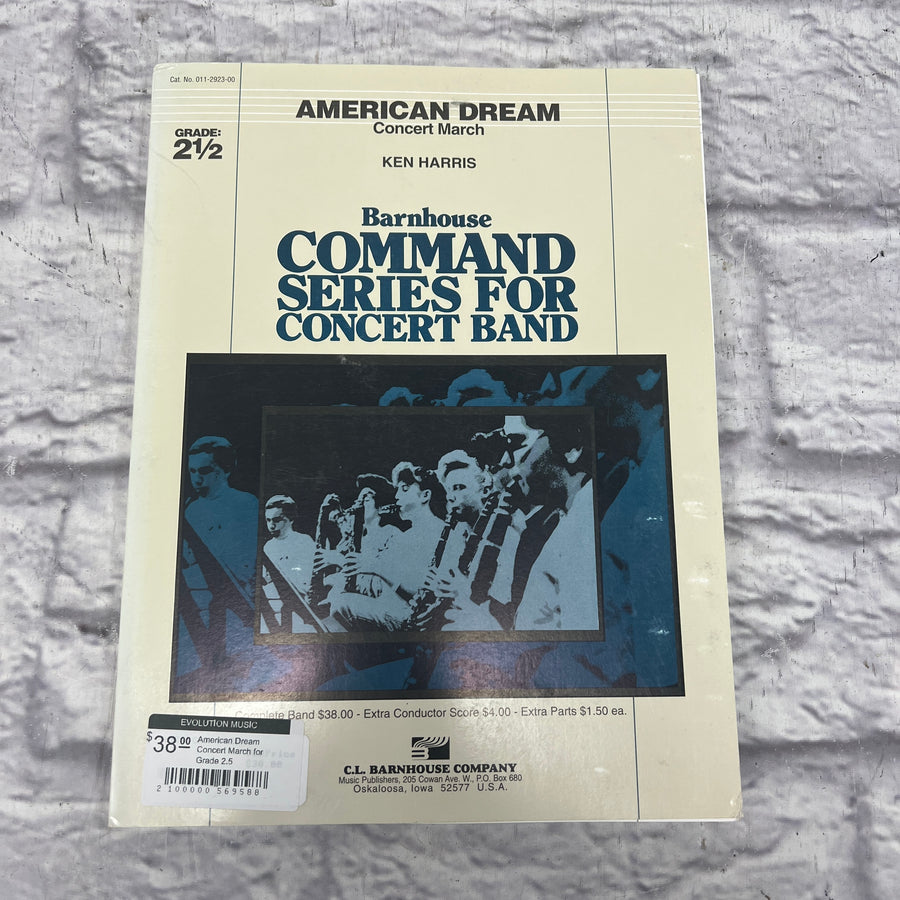 Cat. No. 011-2923-00
AMERICAN DREAM
Concert March
GRADE:
2½
KEN HARRIS
Barnhouse
COMMAND
SERIES FOR
CONCERT BAND
Complete Band $38.00 - Extra Conductor Score $4.00 - Extra Parts $1.50 ea.
EVOLUTION MUSIC
$38.00
American Dream
Concert March for
Grade 2.5
2 100000 569588
C.L. BARNHOUSE COMPANY
Music Publishers, 205 Cowan Ave. W., P.O. Box 680
Oskaloosa, Iowa 52577 U.S.A.